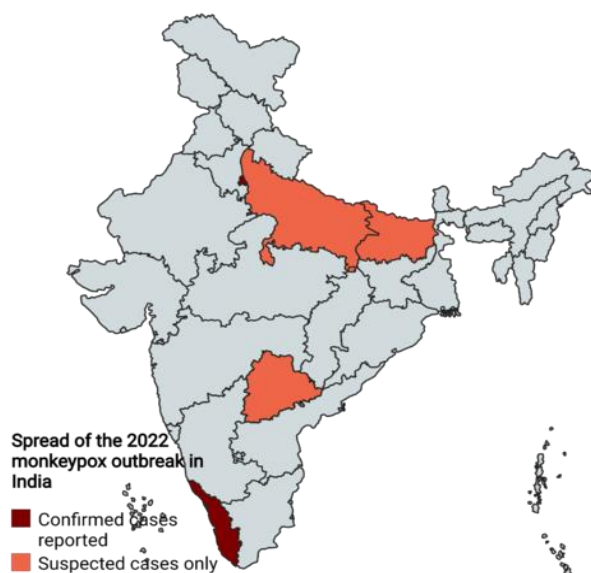 Spread of the 2022
monkeypox outbreak in
India
Confirmed cases
reported
Suspected cases only